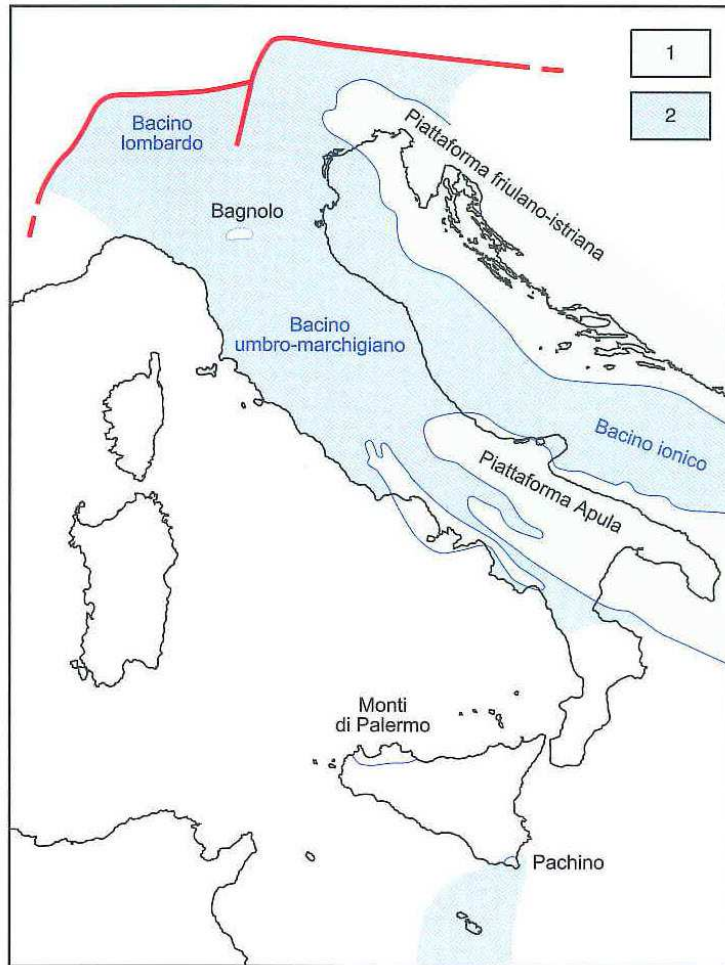 1
2
Bacino
lombardo
Piattaforma friulano-istriana
Bagnolo
Bacino
umbro-marchigiano
Bacino ionico
Piattaforma Apula
Monti
di Palermo
Pachino